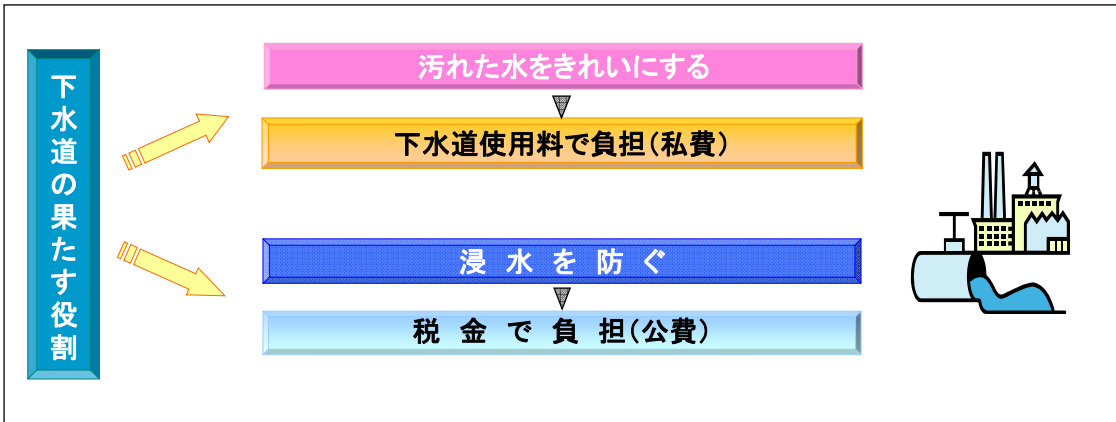 下水道の果たす役割
汚れた水をきれいにする
下水道使用料で負担（私費）
浸水を防ぐ
税金で負担（公費）